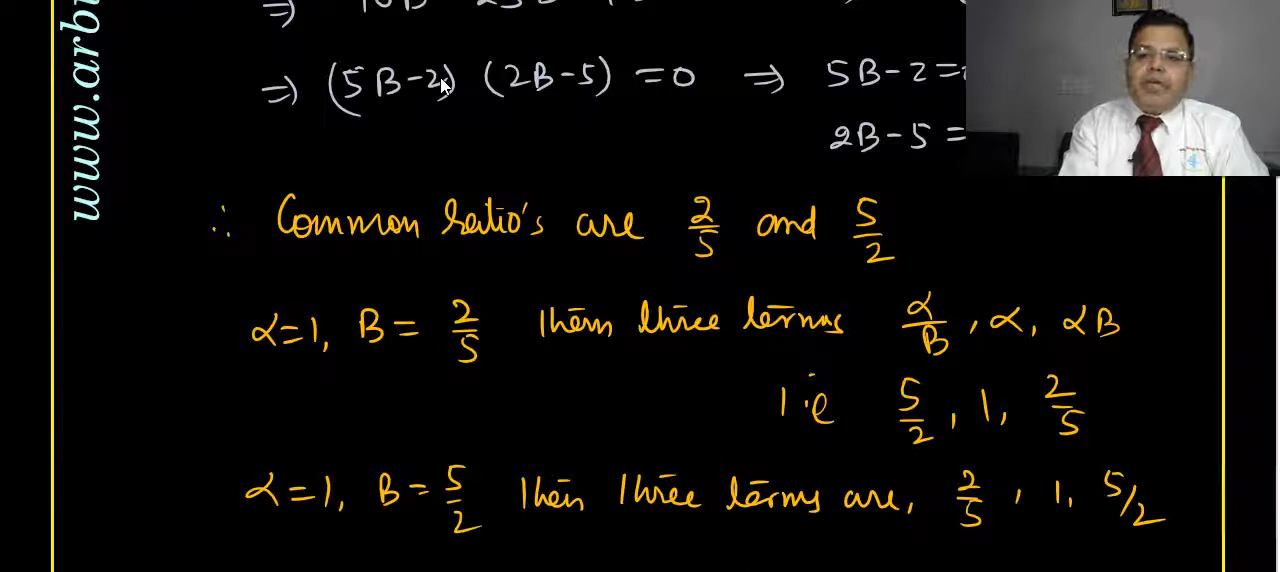 www.arb
⇒ (5B-2) (2B-5) = 0 ⇒ 5B-2=
2B-5 =
∴ Common ratio's are 2/5 and 5/2
α=1, B = 2/5 then three terms α/B, α, αB
i.e 5/2, 1, 2/5
α=1, B = 5/2 then three terms are, 2/5, 1, 5/2